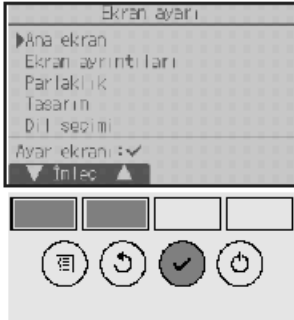 Ekran ayarı
▶Ana ekran
Ekran ayrıntıları
Parlaklık
Tasarım
Dil seçimi
Ayar ekranı:✓
▼ İmleç ▲